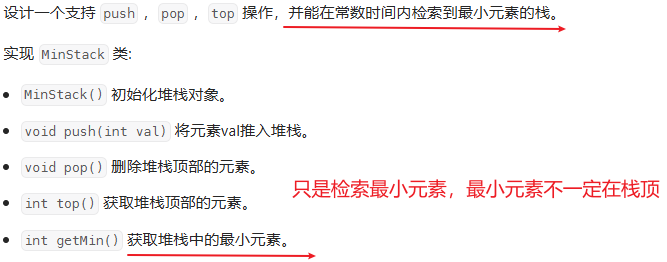 设计一个支持 push ，pop ，top 操作，并能在常数时间内检索到最小元素的栈。
实现 MinStack 类:
• MinStack() 初始化堆栈对象。
• void push(int val) 将元素val推入堆栈。
• void pop() 删除堆栈顶部的元素。
只是检索最小元素，最小元素不一定在栈顶
• int top() 获取堆栈顶部的元素。
• int getMin() 获取堆栈中的最小元素。